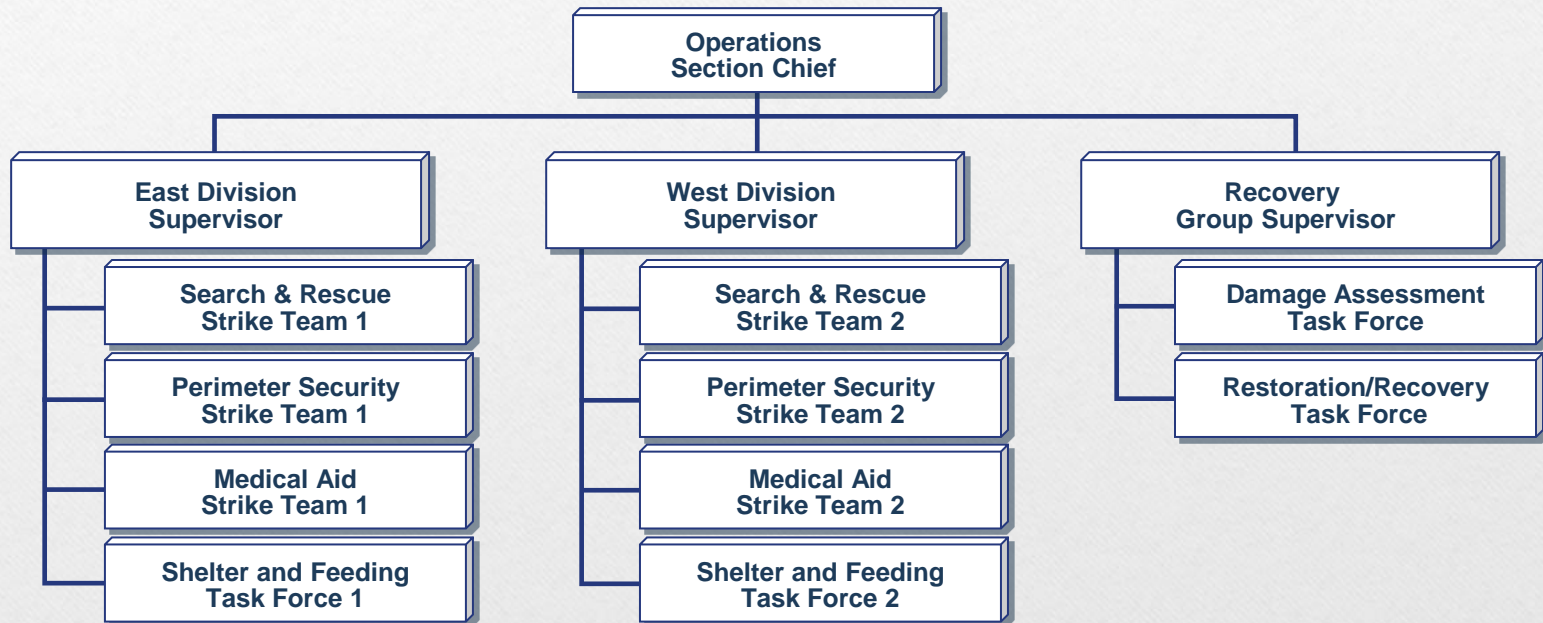 Operations
Section Chief
East Division
Supervisor
West Division
Supervisor
Recovery
Group Supervisor
Search & Rescue
Strike Team 1
Perimeter Security
Strike Team 1
Medical Aid
Strike Team 1
Shelter and Feeding
Task Force 1
Search & Rescue
Strike Team 2
Perimeter Security
Strike Team 2
Medical Aid
Strike Team 2
Shelter and Feeding
Task Force 2
Damage Assessment
Task Force
Restoration/Recovery
Task Force